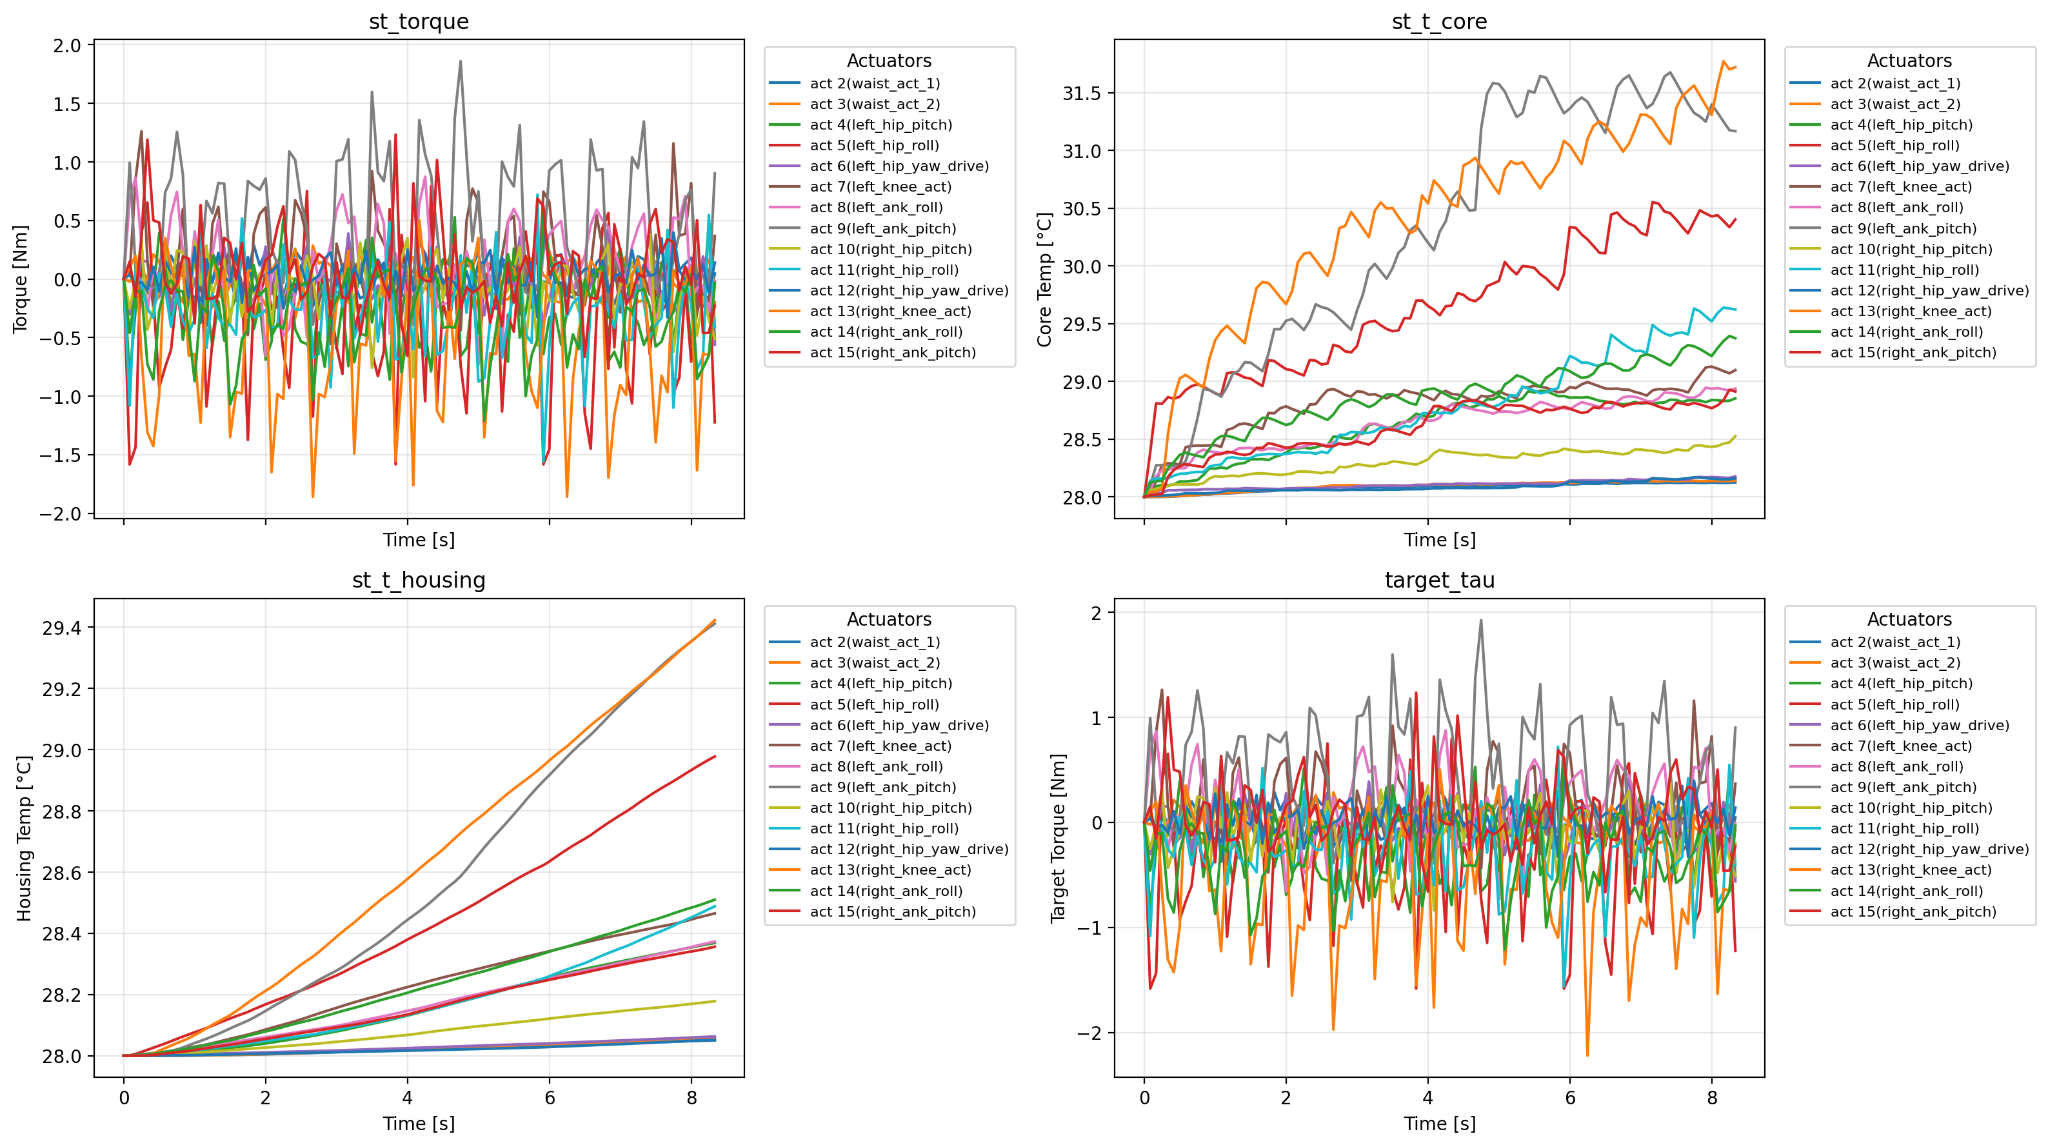 st_torque
2.0
1.5
1.0
0.5
0.0
−0.5
−1.0
−1.5
−2.0
Torque [Nm]
Time [s]
Actuators
act 2(waist_act_1)
act 3(waist_act_2)
act 4(left_hip_pitch)
act 5(left_hip_roll)
act 6(left_hip_yaw_drive)
act 7(left_knee_act)
act 8(left_ank_roll)
act 9(left_ank_pitch)
act 10(right_hip_pitch)
act 11(right_hip_roll)
act 12(right_hip_yaw_drive)
act 13(right_knee_act)
act 14(right_ank_roll)
act 15(right_ank_pitch)
st_t_core
31.5
31.0
30.5
30.0
29.5
29.0
28.5
28.0
Core Temp [°C]
Time [s]
Actuators
act 2(waist_act_1)
act 3(waist_act_2)
act 4(left_hip_pitch)
act 5(left_hip_roll)
act 6(left_hip_yaw_drive)
act 7(left_knee_act)
act 8(left_ank_roll)
act 9(left_ank_pitch)
act 10(right_hip_pitch)
act 11(right_hip_roll)
act 12(right_hip_yaw_drive)
act 13(right_knee_act)
act 14(right_ank_roll)
act 15(right_ank_pitch)
st_t_housing
29.4
29.2
29.0
28.8
28.6
28.4
28.2
28.0
Housing Temp [°C]
0 2 4 6 8
Time [s]
Actuators
act 2(waist_act_1)
act 3(waist_act_2)
act 4(left_hip_pitch)
act 5(left_hip_roll)
act 6(left_hip_yaw_drive)
act 7(left_knee_act)
act 8(left_ank_roll)
act 9(left_ank_pitch)
act 10(right_hip_pitch)
act 11(right_hip_roll)
act 12(right_hip_yaw_drive)
act 13(right_knee_act)
act 14(right_ank_roll)
act 15(right_ank_pitch)
target_tau
2
1
0
−1
−2
Target Torque [Nm]
0 2 4 6 8
Time [s]
Actuators
act 2(waist_act_1)
act 3(waist_act_2)
act 4(left_hip_pitch)
act 5(left_hip_roll)
act 6(left_hip_yaw_drive)
act 7(left_knee_act)
act 8(left_ank_roll)
act 9(left_ank_pitch)
act 10(right_hip_pitch)
act 11(right_hip_roll)
act 12(right_hip_yaw_drive)
act 13(right_knee_act)
act 14(right_ank_roll)
act 15(right_ank_pitch)